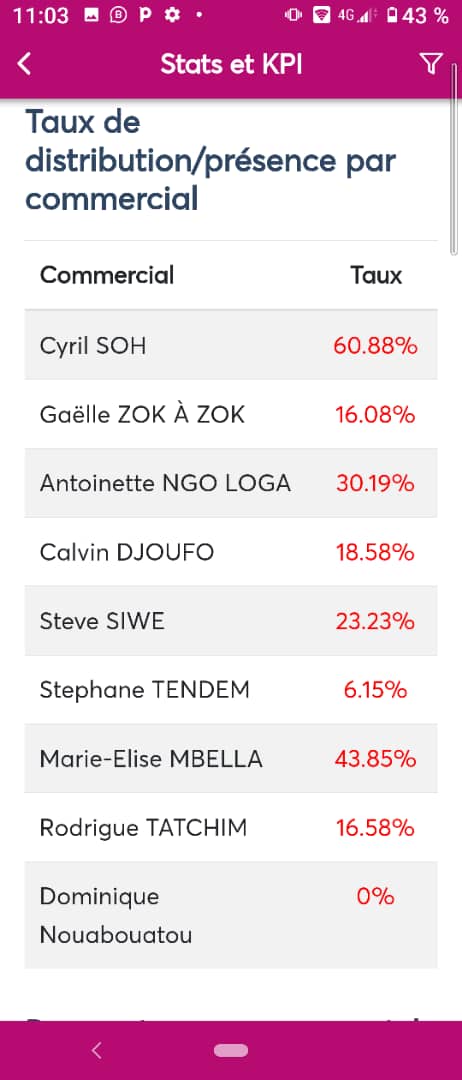 11:03 4G 43 %
Stats et KPI
Taux de
distribution/présence par
commercial
Commercial Taux
Cyril SOH 60.88%
Gaëlle ZOK À ZOK 16.08%
Antoinette NGO LOGA 30.19%
Calvin DJOUFO 18.58%
Steve SIWE 23.23%
Stephane TENDEM 6.15%
Marie-Elise MBELLA 43.85%
Rodrigue TATCHIM 16.58%
Dominique 0%
Nouabouatou